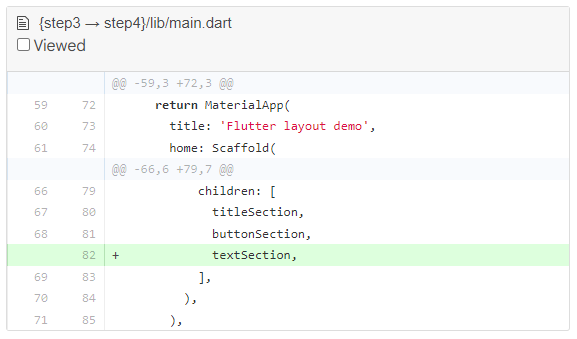 {step3 → step4}/lib/main.dart
Viewed
@@ -59,3 +72,3 @@
59 72 return MaterialApp(
60 73 title: 'Flutter layout demo',
61 74 home: Scaffold(
@@ -66,6 +79,7 @@
66 79 children: [
67 80 titleSection,
68 81 buttonSection,
82 + textSection,
69 83 ],
70 84 ),
71 85 ),